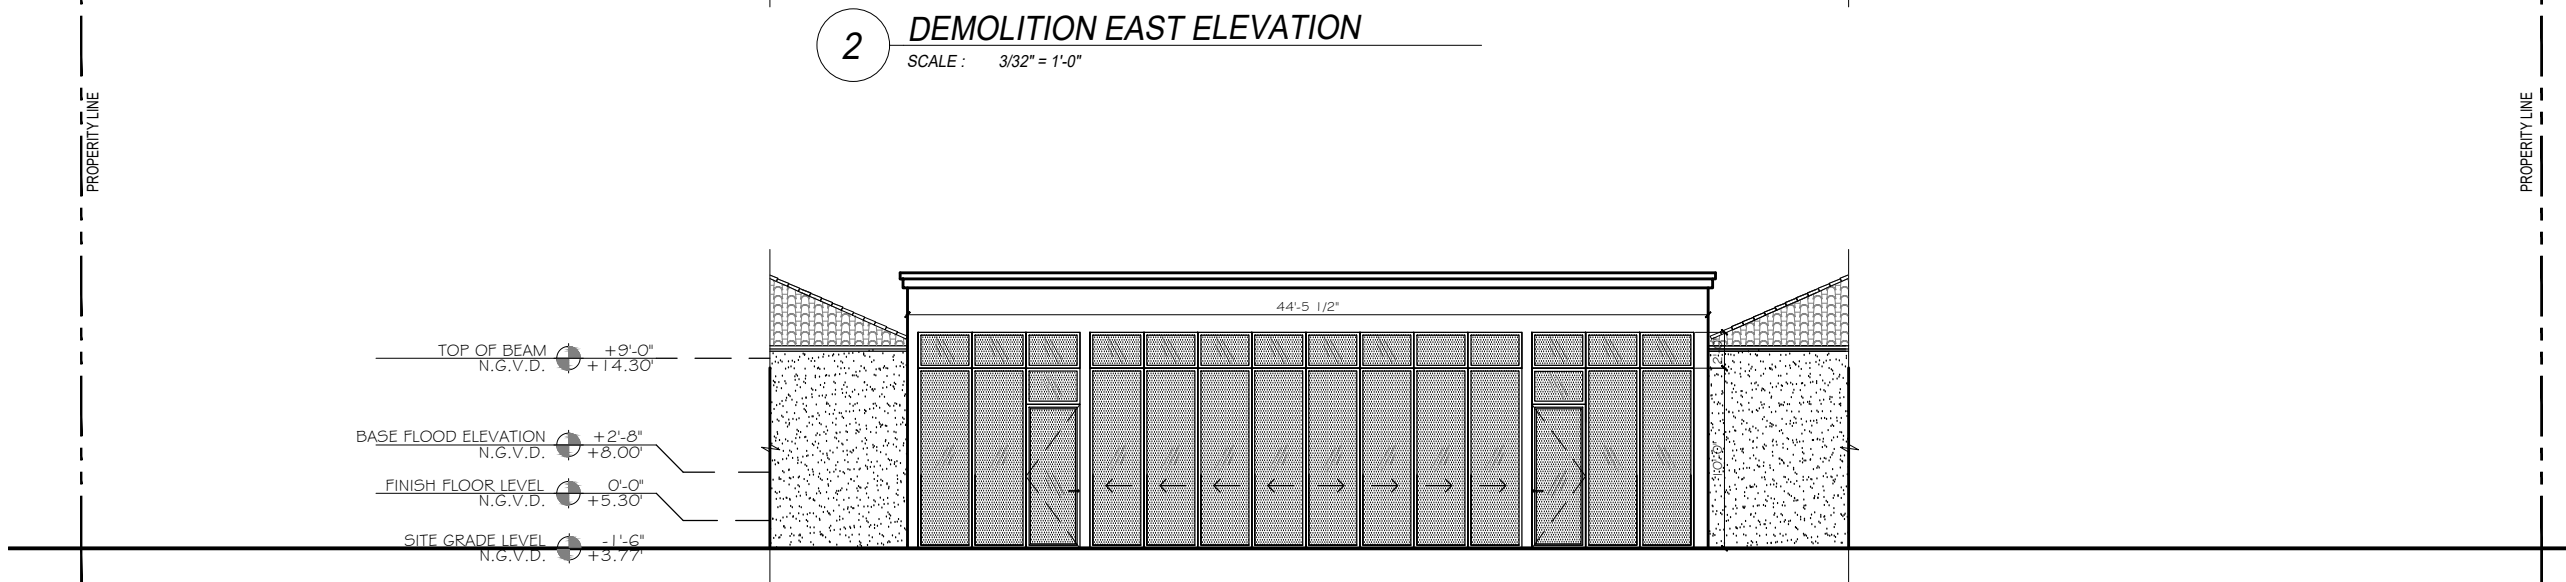 2
DEMOLITION EAST ELEVATION
SCALE : 3/32" = 1'-0"
PROPERITY LINE
PROPERITY LINE
44'-5 1/2"
TOP OF BEAM +9'-0"
N.G.V.D. +14.30'
BASE FLOOD ELEVATION +2'-8"
N.G.V.D. +8.00'
FINISH FLOOR LEVEL 0'-0"
N.G.V.D. +5.30'
SITE GRADE LEVEL -1'-6"
N.G.V.D. +3.77'